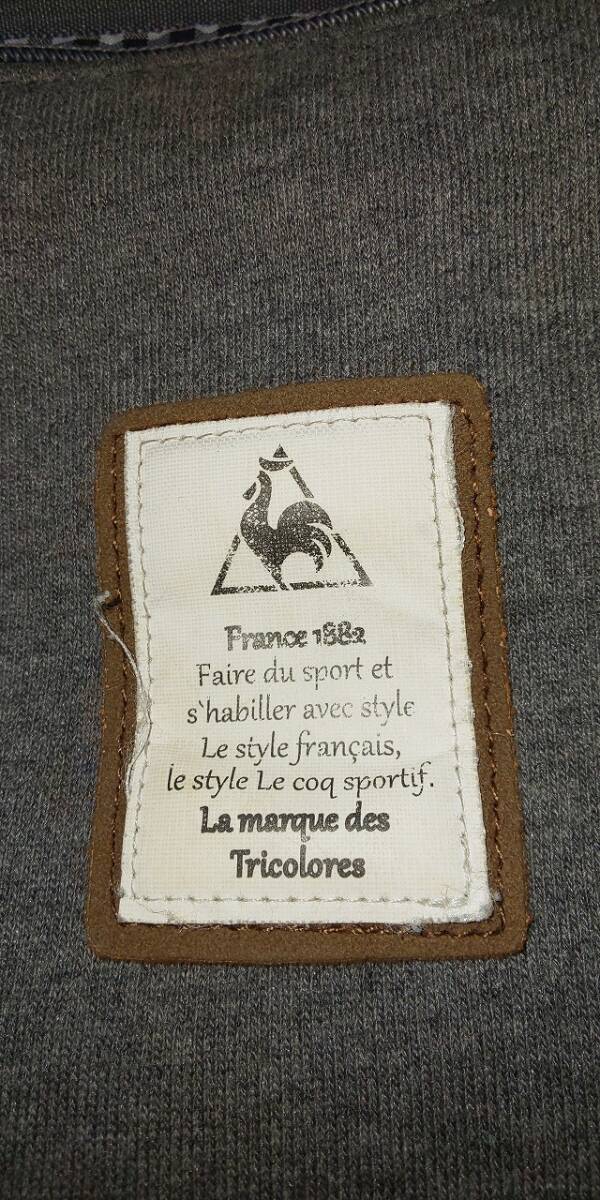 France 1882
Faire du sport et
s`habiller avec style
Le style français,
le style Le coq sportif.
La marque des
Tricolores